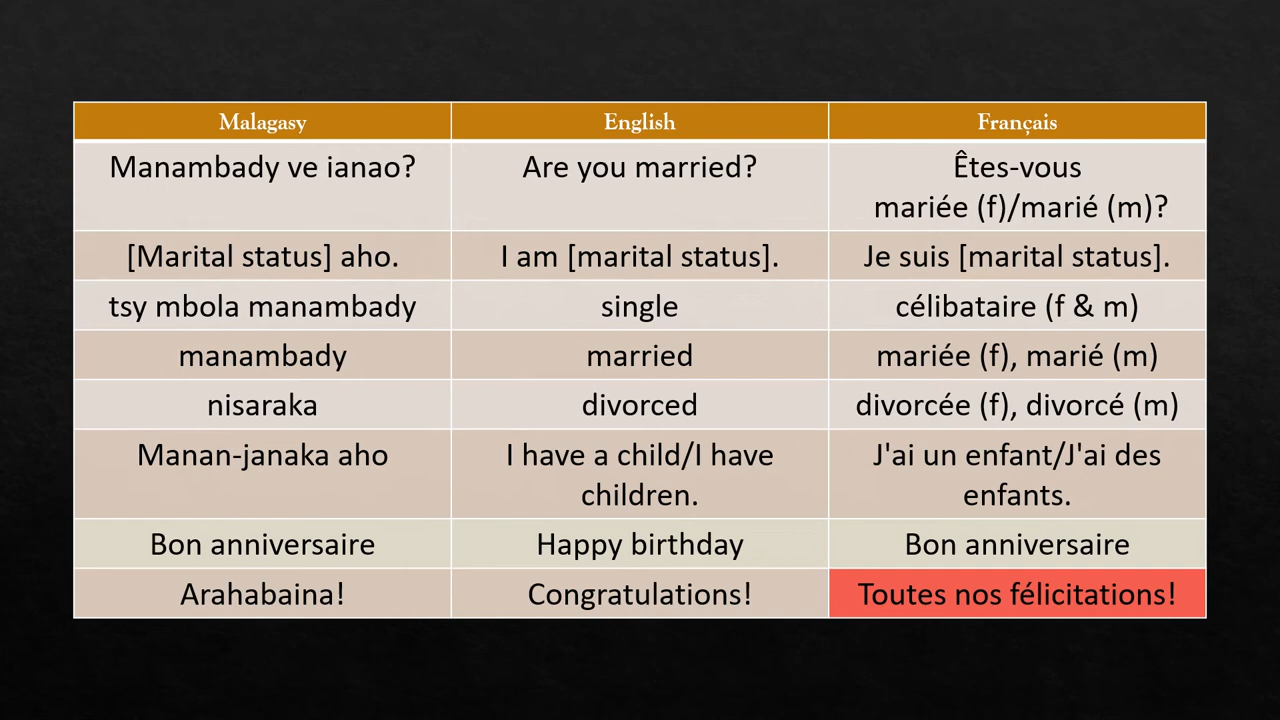 Malagasy English Français
Manambady ve ianao? Are you married? Êtes-vous
mariée (f)/marié (m)?
[Marital status] aho. I am [marital status]. Je suis [marital status].
tsy mbola manambady single célibataire (f & m)
manambady married mariée (f), marié (m)
nisaraka divorced divorcée (f), divorcé (m)
Manan-janaka aho I have a child/I have J'ai un enfant/J'ai des
children. enfants.
Bon anniversaire Happy birthday Bon anniversaire
Arahabaina! Congratulations! Toutes nos félicitations!